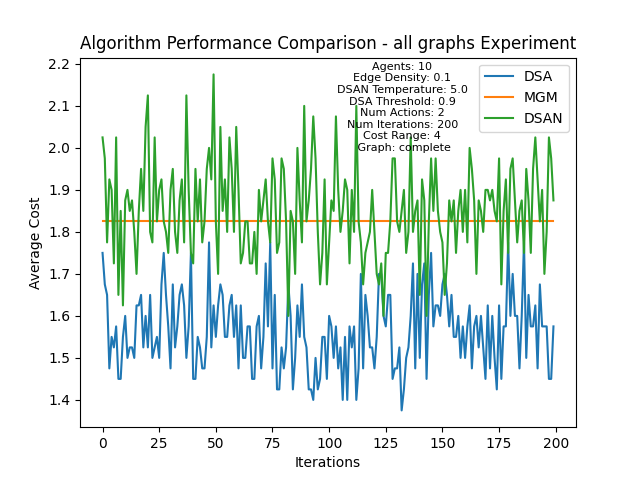 Algorithm Performance Comparison - all graphs Experiment
Agents: 10
Edge Density: 0.1
DSAN Temperature: 5.0
DSA Threshold: 0.9
Num Actions: 2
Num Iterations: 200
Cost Range: 4
Graph: complete
DSA
MGM
DSAN
Average Cost
2.2
2.1
2.0
1.9
1.8
1.7
1.6
1.5
1.4
0
25
50
75
100
125
150
175
200
Iterations